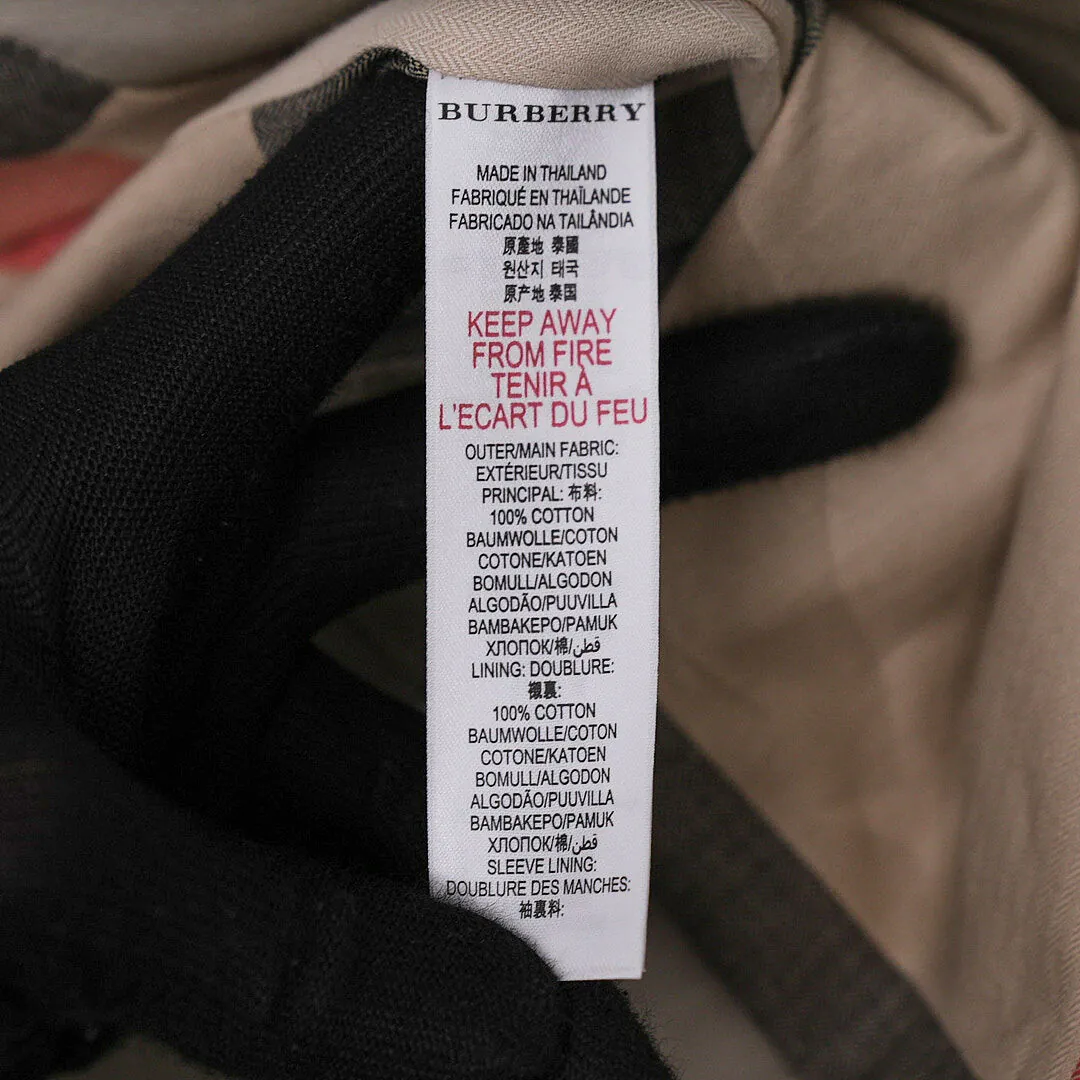 BURBERRY
MADE IN THAILAND
FABRIQUÉ EN THAÏLANDE
FABRICADO NA TAILÂNDIA
原產地 泰國
원산지 태국
原产地 泰国
KEEP AWAY
FROM FIRE
TENIR À
L'ECART DU FEU
OUTER/MAIN FABRIC:
EXTÉRIEUR/TISSU
PRINCIPAL: 布料:
100% COTTON
BAUMWOLLE/COTON
COTONE/KATOEN
BOMULL/ALGODON
ALGODÃO/PUUVILLA
BAMBAKEPO/PAMUK
ХЛОПОК/棉/قطن
LINING: DOUBLURE:
襯裏:
100% COTTON
BAUMWOLLE/COTON
COTONE/KATOEN
BOMULL/ALGODON
ALGODÃO/PUUVILLA
BAMBAKEPO/PAMUK
ХЛОПОК/棉/قطن
SLEEVE LINING:
DOUBLURE DES MANCHES:
袖裏料: